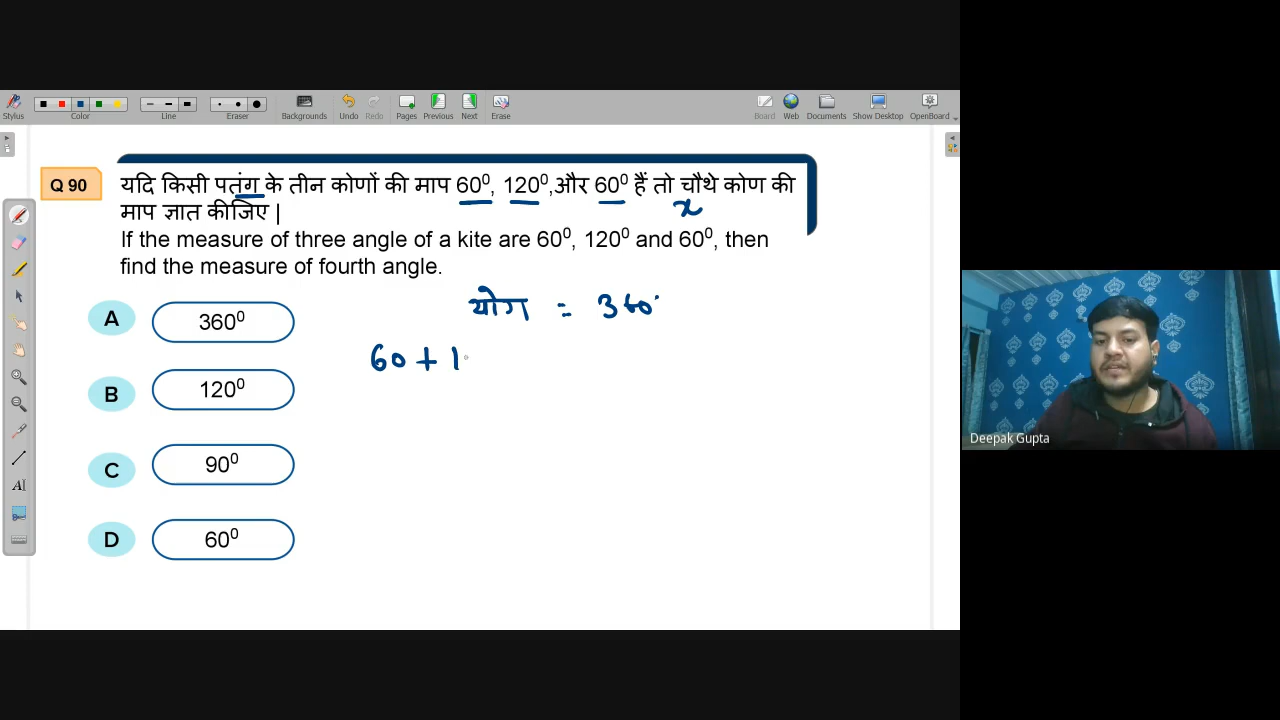 Stylus
Color
Line
Eraser
Backgrounds
Undo
Redo
Pages
Previous
Next
Erase
Board
Web
Documents
Show Desktop
OpenBoard
Q 90
यदि किसी पतंग के तीन कोणों की माप 60⁰, 120⁰,और 60⁰ हैं तो चौथे कोण की
x
माप ज्ञात कीजिए |
If the measure of three angle of a kite are 60⁰, 120⁰ and 60⁰, then
find the measure of fourth angle.
योग = 360°
A 360⁰
60 + 1
B 120⁰
C 90⁰
D 60⁰
AI
Deepak Gupta